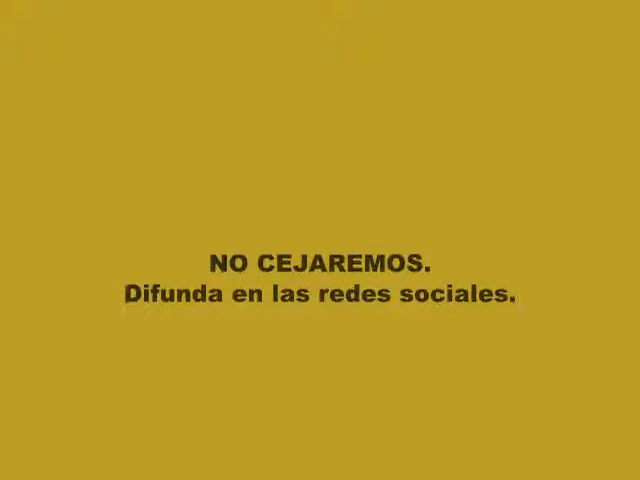 NO CEJAREMOS.
Difunda en las redes sociales.